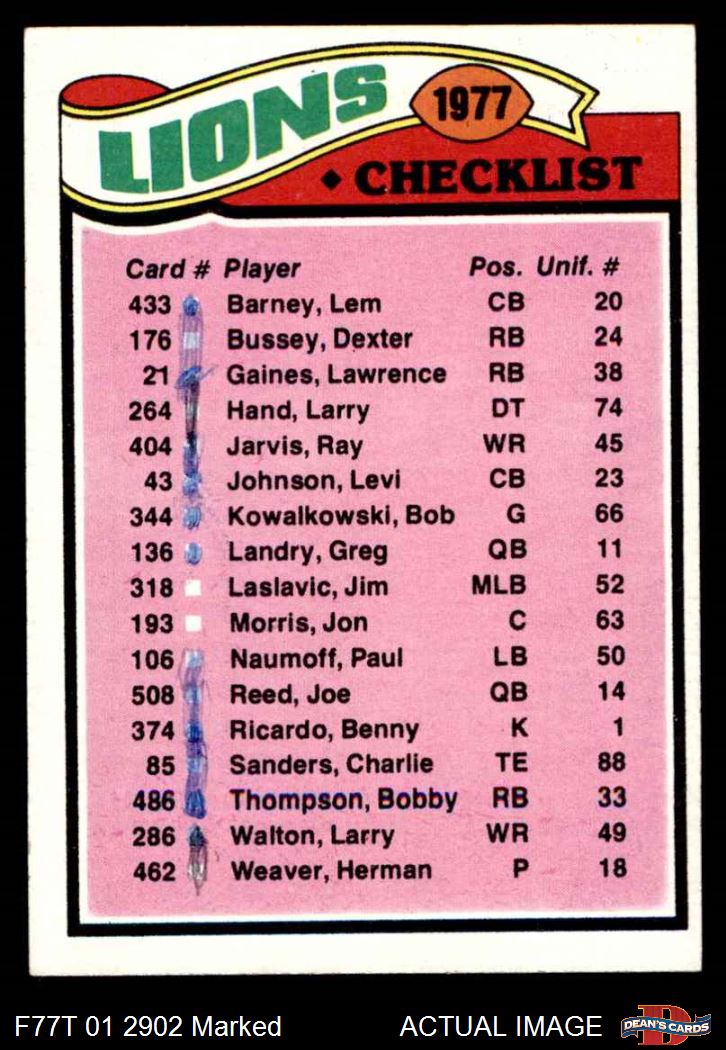 LIONS 1977
◆ CHECKLIST
Card # Player Pos. Unif. #
433 Barney, Lem CB 20
176 Bussey, Dexter RB 24
21 Gaines, Lawrence RB 38
264 Hand, Larry DT 74
404 Jarvis, Ray WR 45
43 Johnson, Levi CB 23
344 Kowalkowski, Bob G 66
136 Landry, Greg QB 11
318 Laslavic, Jim MLB 52
193 Morris, Jon C 63
106 Naumoff, Paul LB 50
508 Reed, Joe QB 14
374 Ricardo, Benny K 1
85 Sanders, Charlie TE 88
486 Thompson, Bobby RB 33
286 Walton, Larry WR 49
462 Weaver, Herman P 18
F77T 01 2902 Marked ACTUAL IMAGE D DEAN'S CARDS